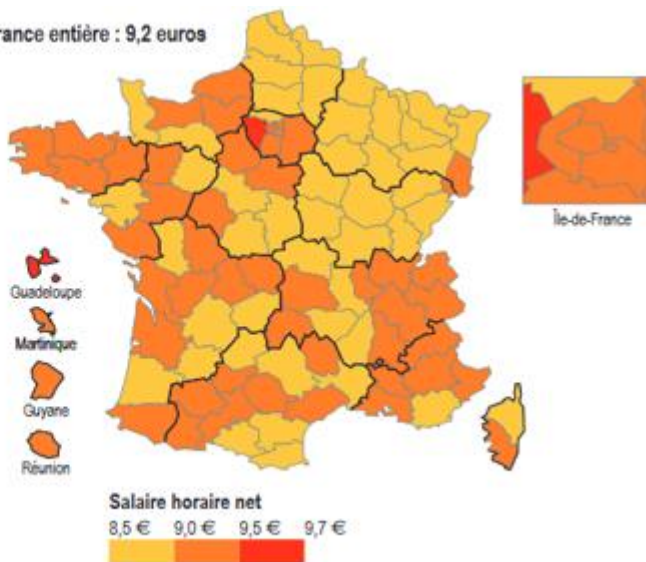 rance entière : 9,2 euros
Île-de-France
Guadeloupe
Martinique
Guyane
Réunion
Salaire horaire net
8,5 € 9,0 € 9,5 € 9,7 €